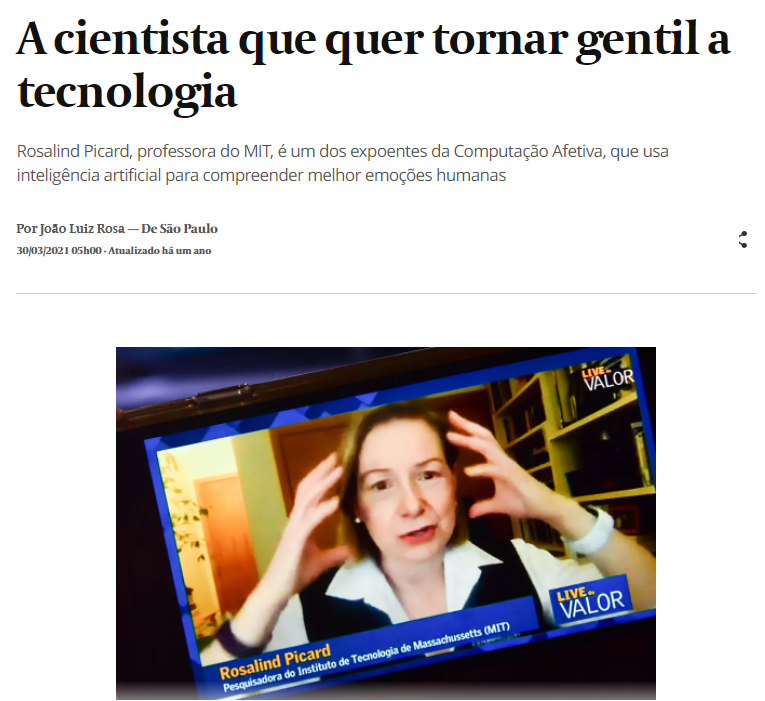 A cientista que quer tornar gentil a
tecnologia
Rosalind Picard, professora do MIT, é um dos expoentes da Computação Afetiva, que usa
inteligência artificial para compreender melhor emoções humanas
Por João Luiz Rosa — De São Paulo
30/03/2021 05h00 · Atualizado há um ano
LIVE do
VALOR
LIVE do
VALOR
Rosalind Picard
Pesquisadora do Instituto de Tecnologia de Massachussetts (MIT)